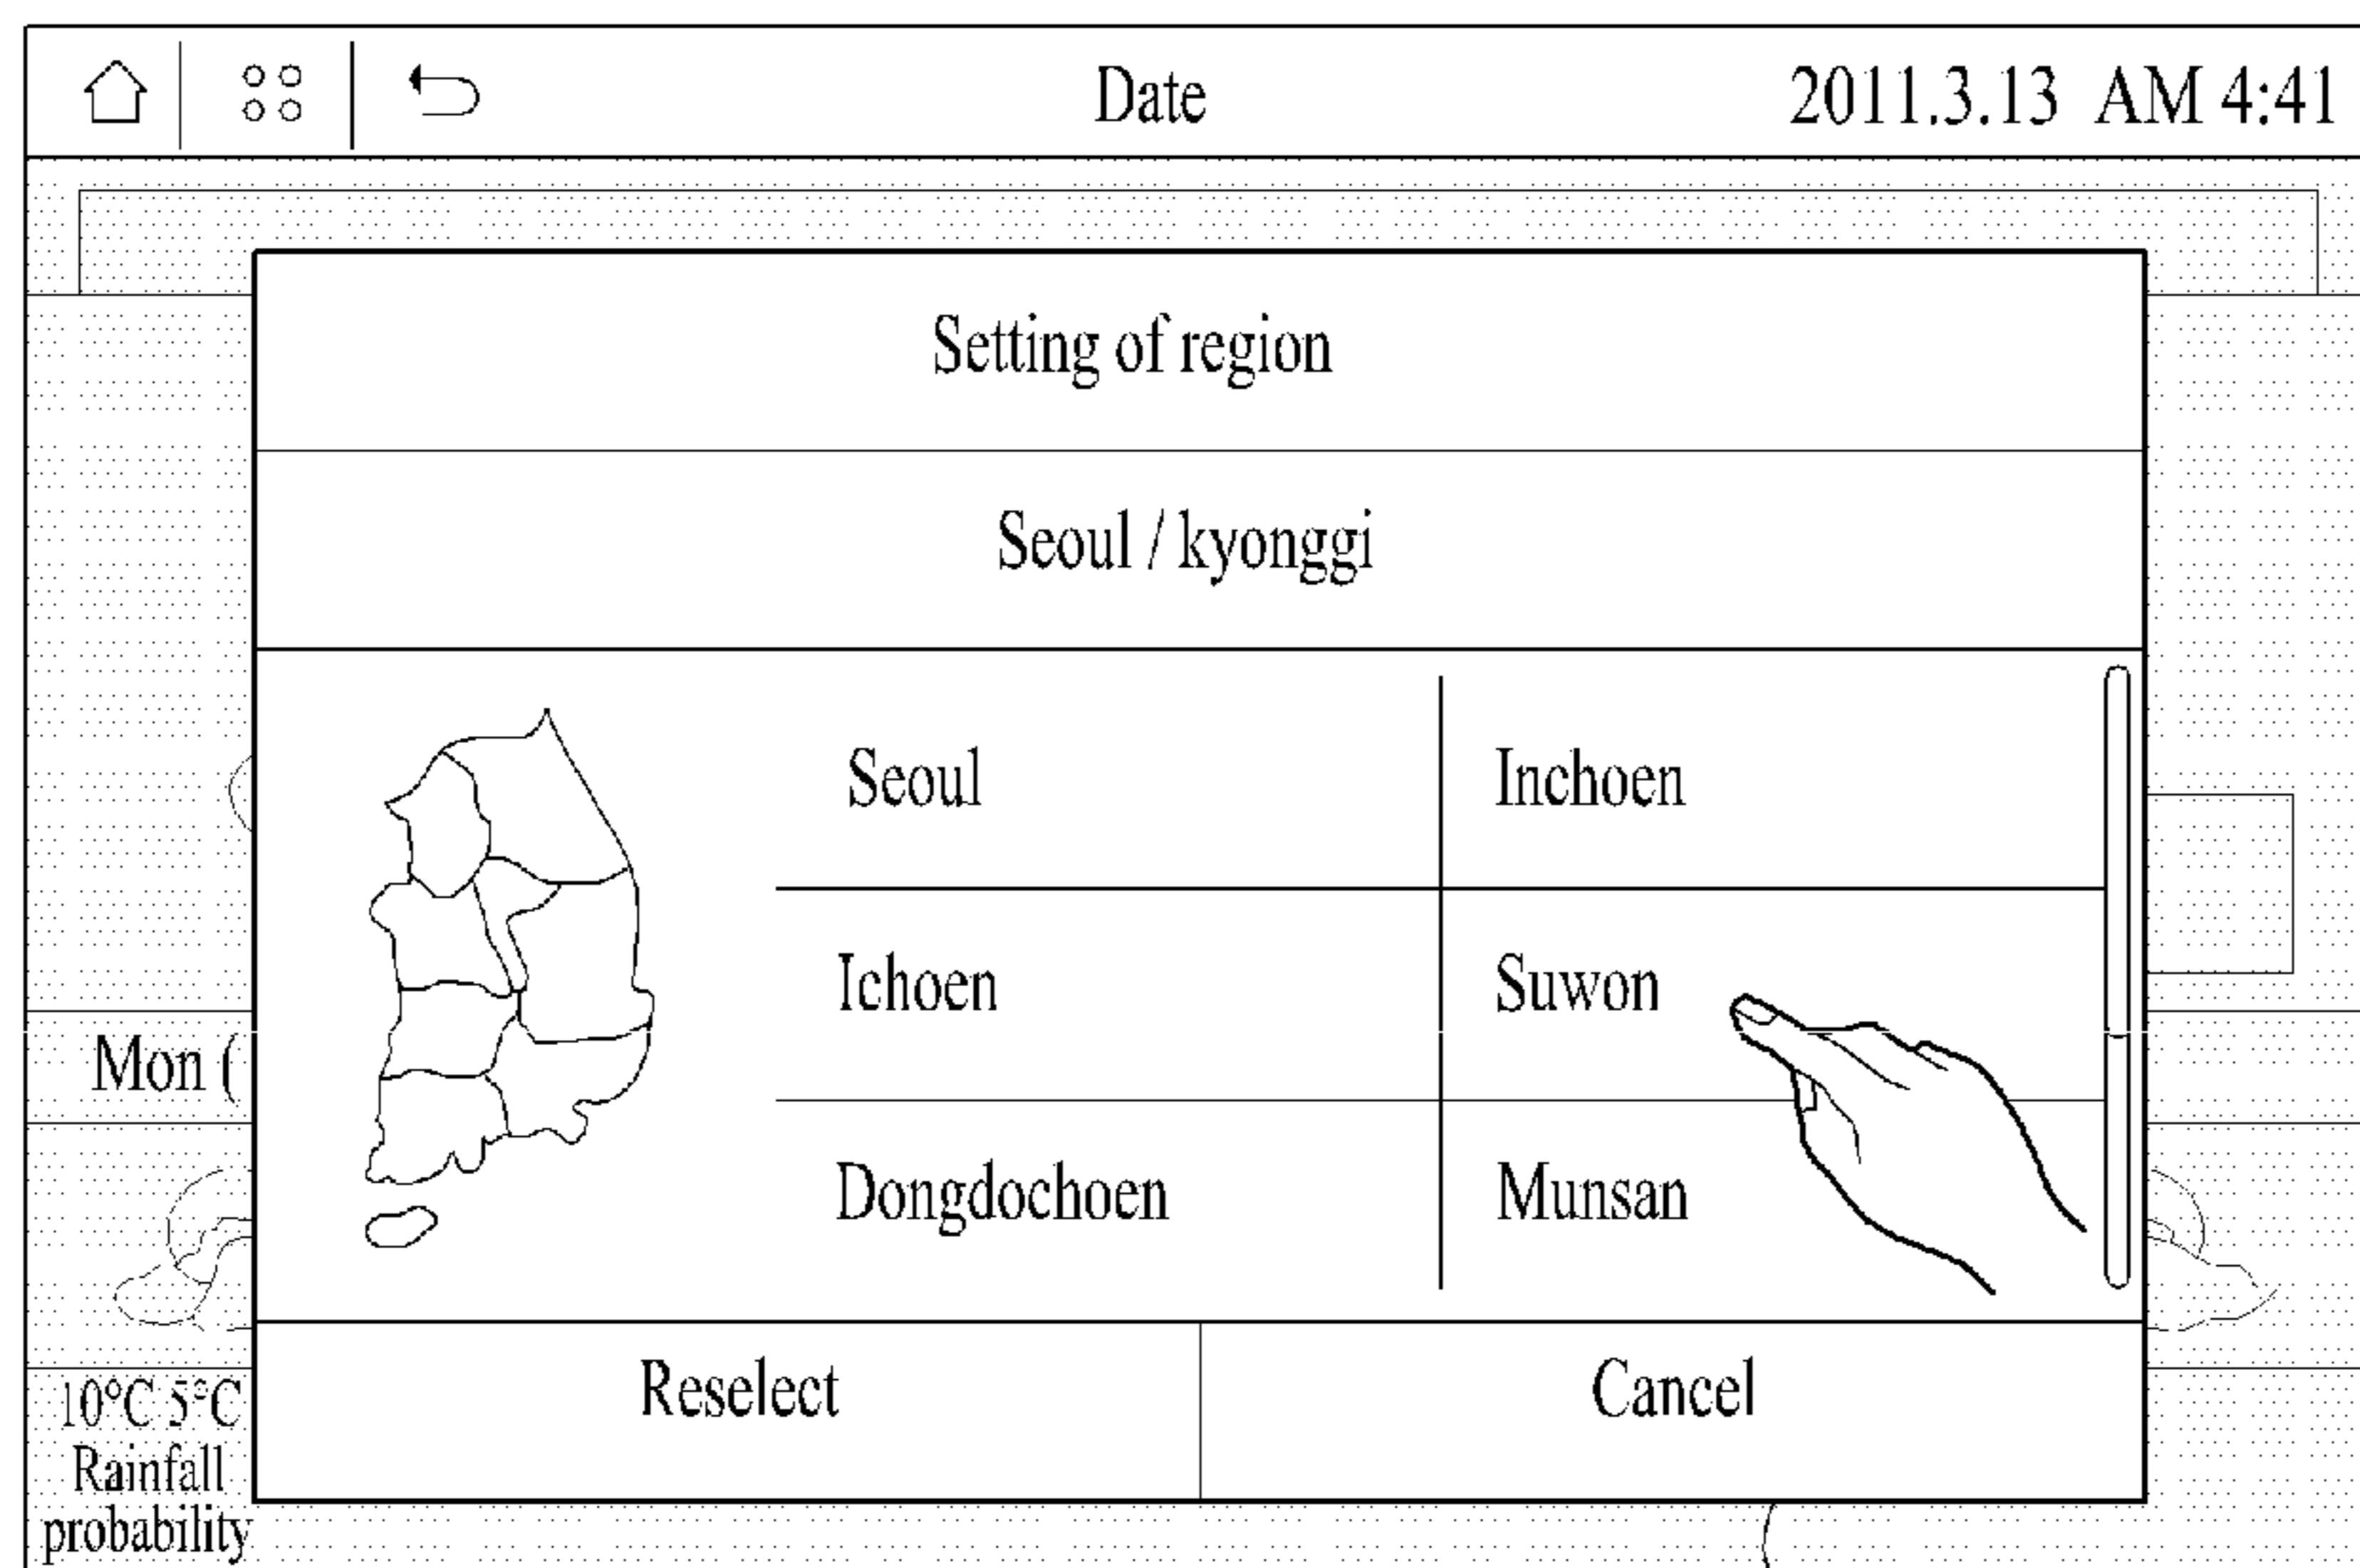 Date
2011.3.13 AM 4:41
Setting of region
Seoul / kyonggi
Seoul
Inchoen
Ichoen
Suwon
Dongdochoen
Munsan
Mon (
Reselect
Cancel
10°C 5°C
Rainfall
probability